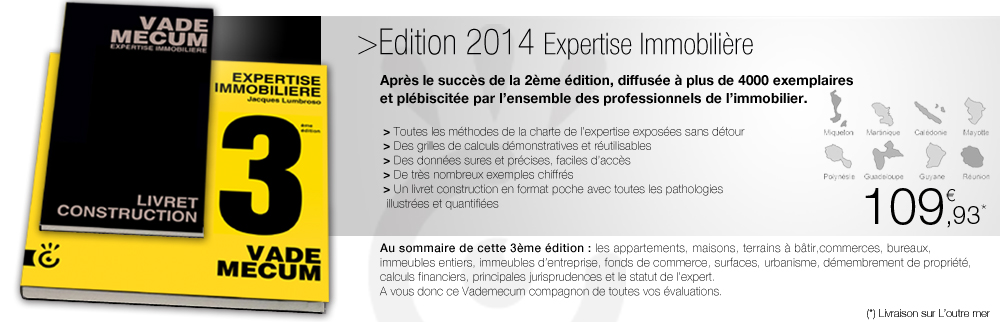 VADE
MECUM
EXPERTISE IMMOBILIERE
LIVRET
CONSTRUCTION
EXPERTISE
IMMOBILIERE
Jacques Lumbroso
3
ème
édition
VADE
MECUM
>Edition 2014 Expertise Immobilière
Après le succès de la 2ème édition, diffusée à plus de 4000 exemplaires
et plébiscitée par l'ensemble des professionnels de l'immobilier.
> Toutes les méthodes de la charte de l'expertise exposées sans détour
> Des grilles de calculs démonstratives et réutilisables
> Des données sures et précises, faciles d'accès
> De très nombreux exemples chiffrés
> Un livret construction en format poche avec toutes les pathologies
illustrées et quantifiées
Miquelon Martinique Calédonie Mayotte
Polynésie Guadeloupe Guyane Réunion
109€,93*
Au sommaire de cette 3ème édition : les appartements, maisons, terrains à bâtir,commerces, bureaux,
immeubles entiers, immeubles d'entreprise, fonds de commerce, surfaces, urbanisme, démembrement de propriété,
calculs financiers, principales jurisprudences et le statut de l'expert.
A vous donc ce Vademecum compagnon de toutes vos évaluations.
(*) Livraison sur L'outre mer